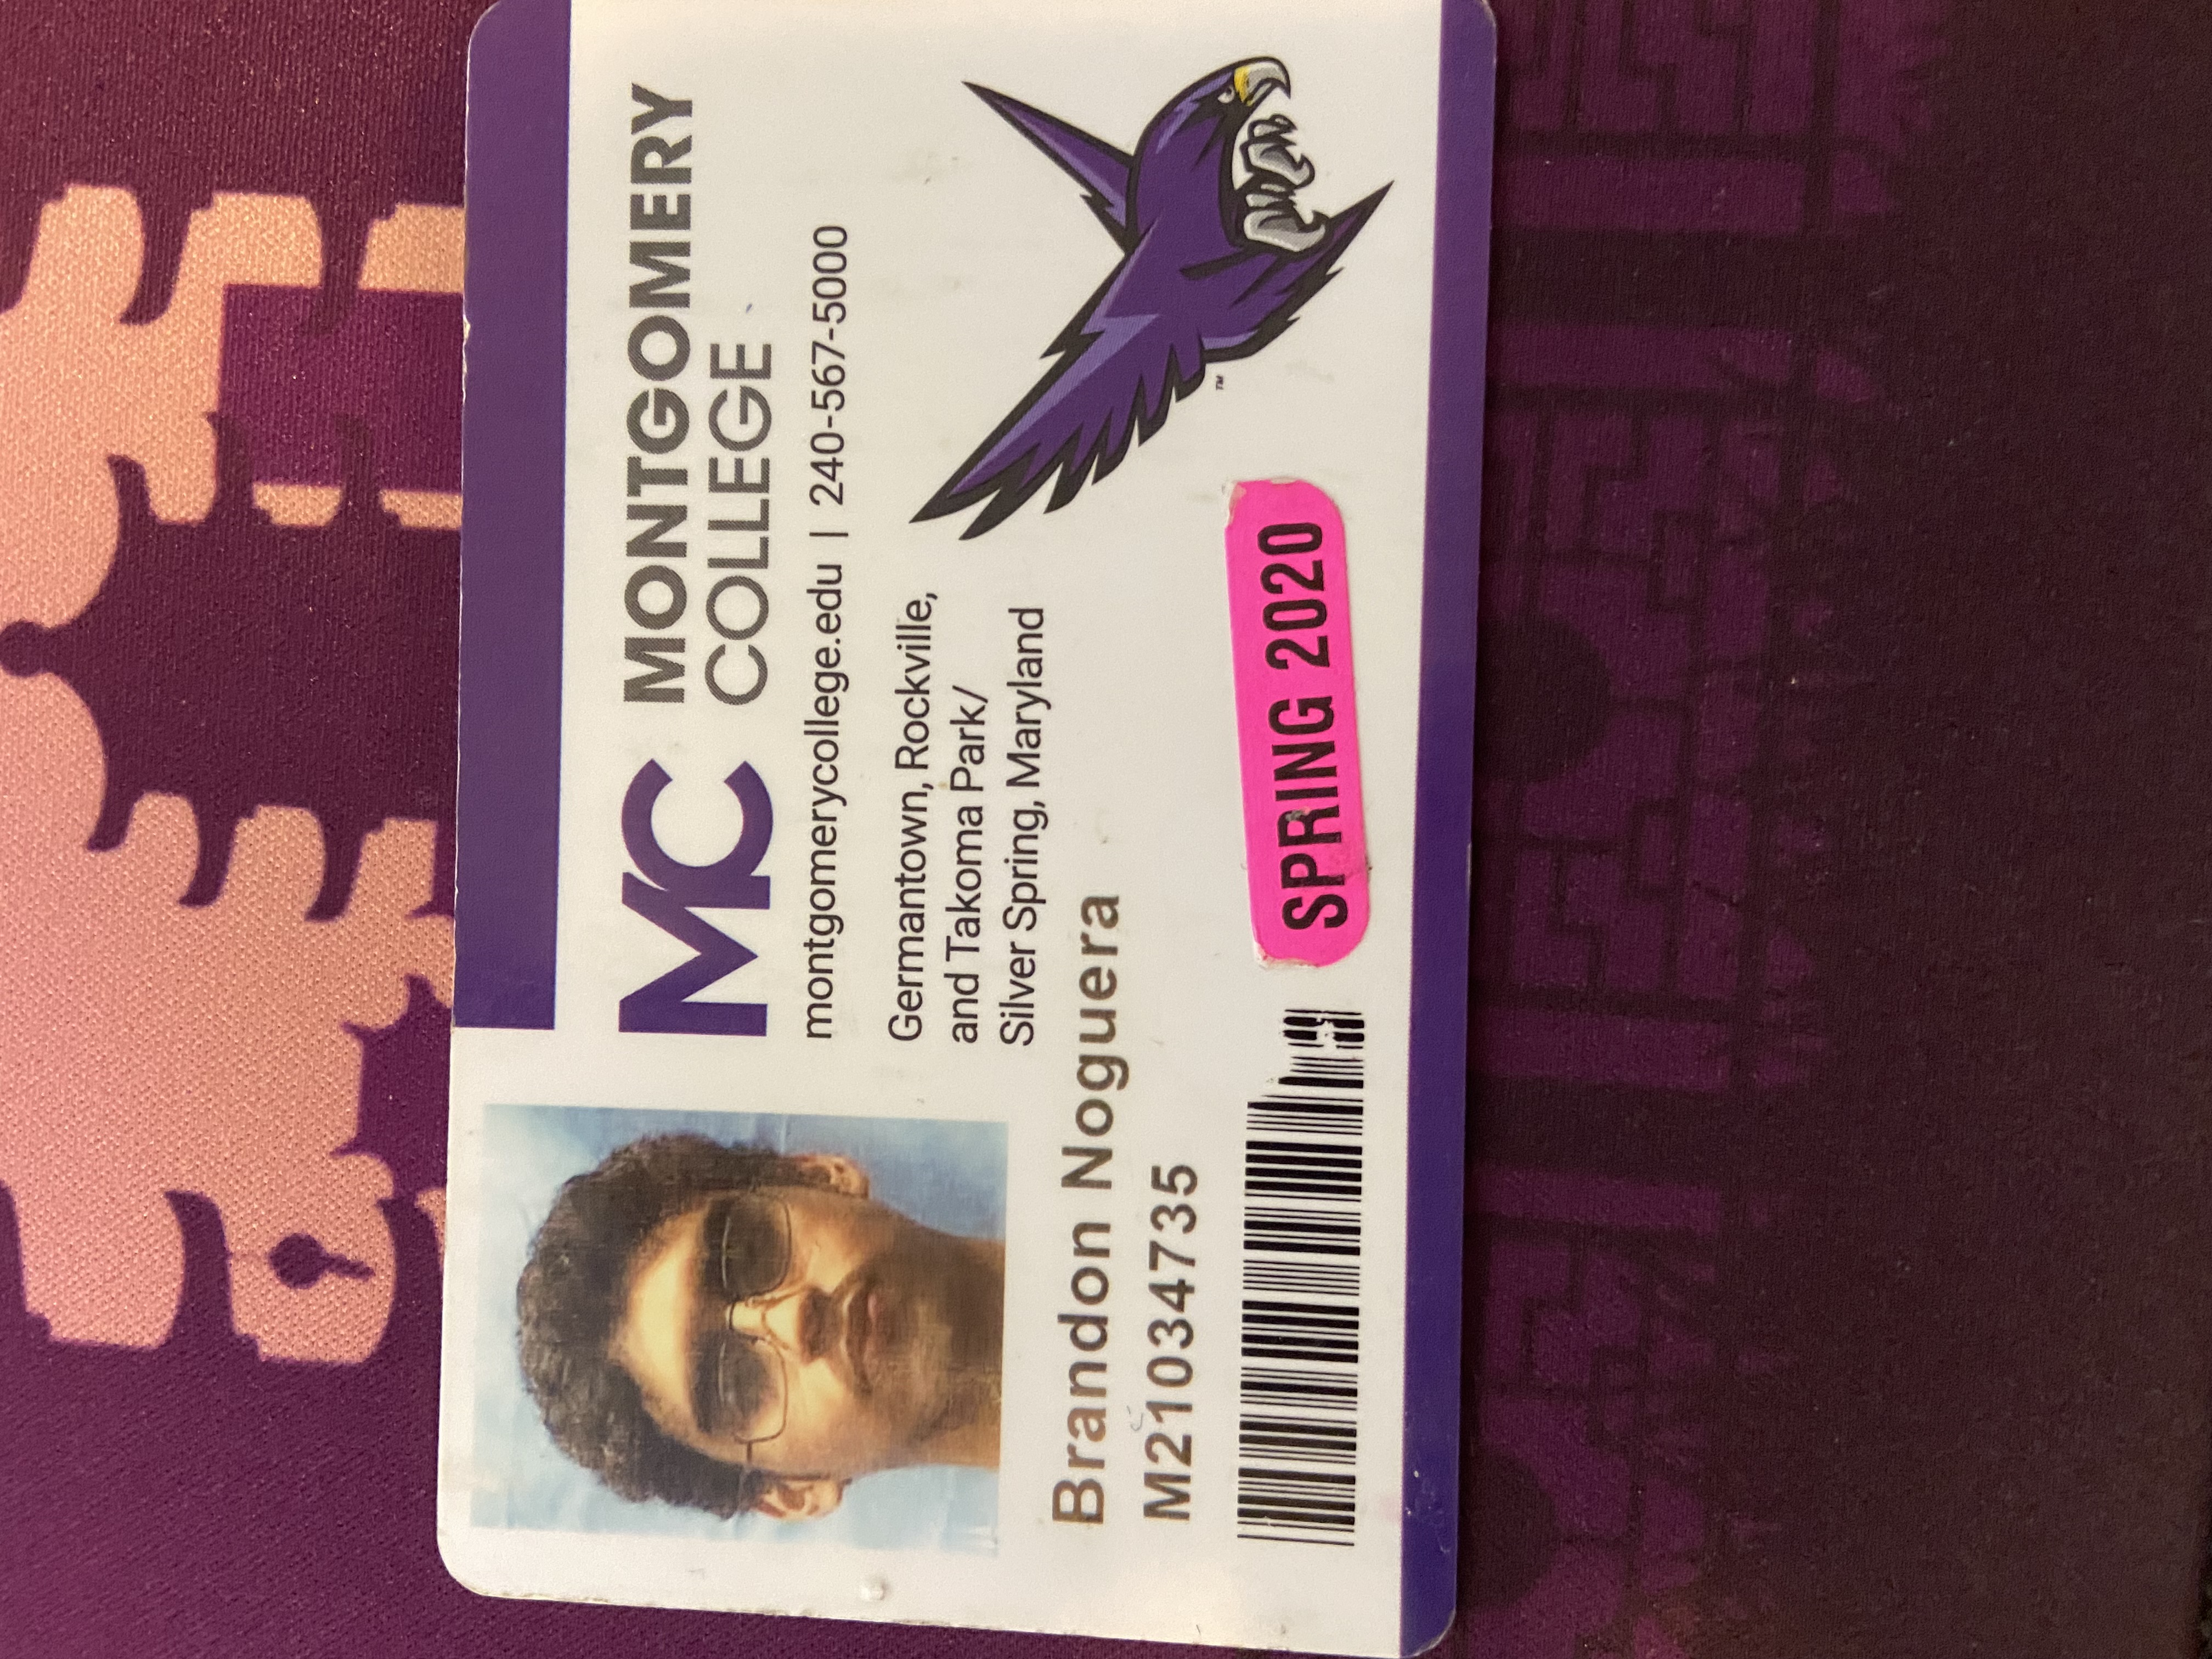 MC MONTGOMERY
COLLEGE
montgomerycollege.edu | 240-567-5000
Germantown, Rockville,
and Takoma Park/
Silver Spring, Maryland
Brandon Noguera
M21034735
SPRING 2020
TM